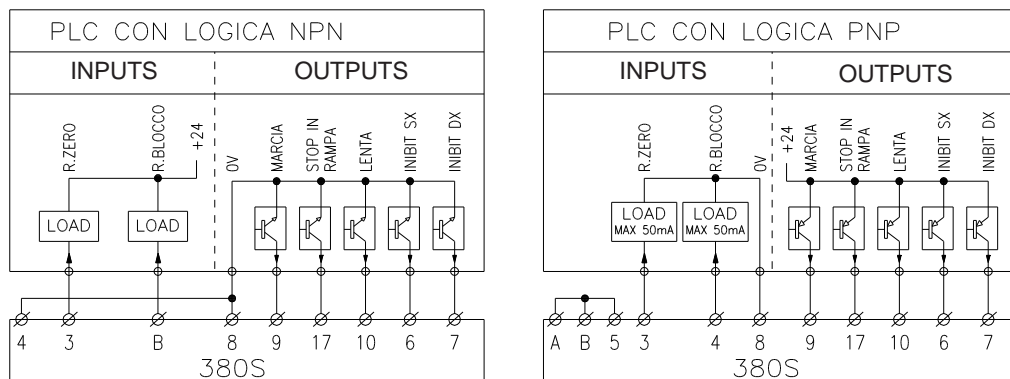 PLC CON LOGICA NPN
INPUTS
OUTPUTS
R.ZERO
R.BLOCCO
+24
0V
MARCIA
STOP IN
RAMPA
LENTA
INIBIT SX
INIBIT DX
LOAD
LOAD
4 3 B 8 9 17 10 6 7
380S
PLC CON LOGICA PNP
INPUTS
OUTPUTS
R.ZERO
R.BLOCCO
0V
+24
MARCIA
STOP IN
RAMPA
LENTA
INIBIT SX
INIBIT DX
LOAD
MAX 50mA
LOAD
MAX 50mA
A B 5 3 4 8 9 17 10 6 7
380S